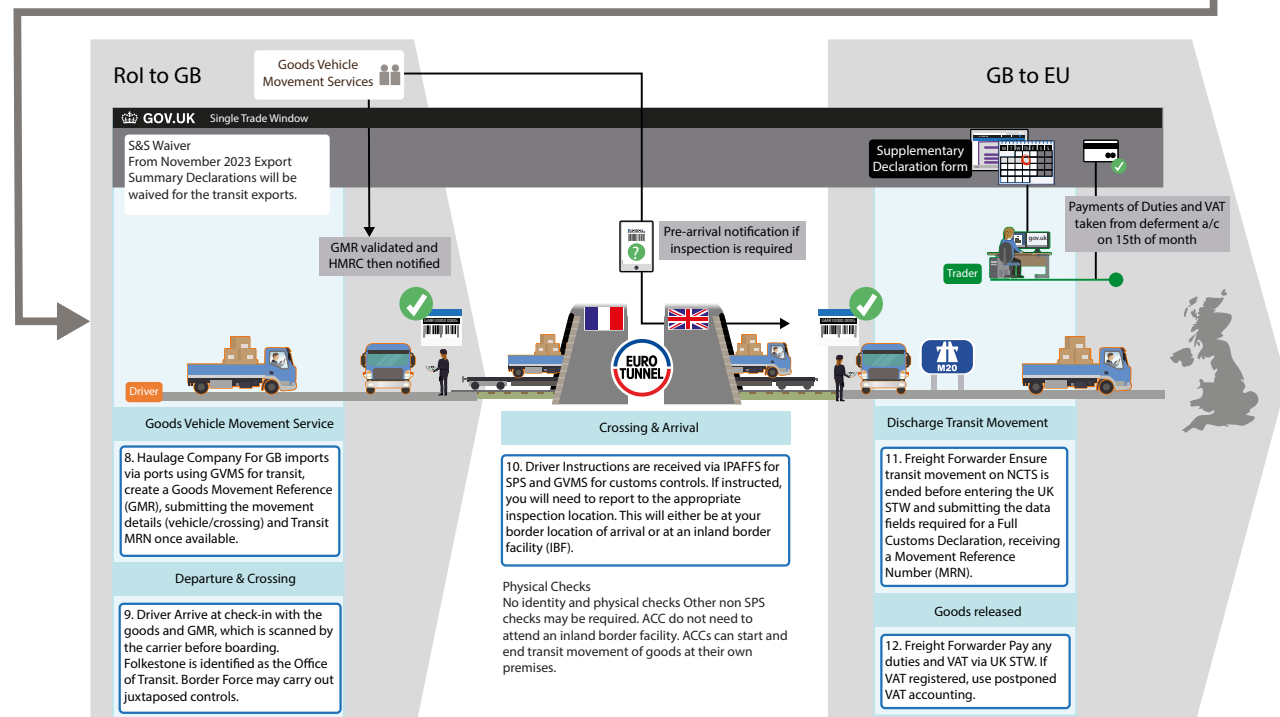 RoI to GB
Goods Vehicle
Movement Services
GB to EU
GOV.UK Single Trade Window
S&S Waiver
From November 2023 Export
Summary Declarations will be
waived for the transit exports.
Supplementary
Declaration form
M T W T F S S
GMR validated and
HMRC then notified
Pre-arrival notification if
inspection is required
?
Payments of Duties and VAT
taken from deferment a/c
on 15th of month
gov.uk
Trader
EURO
TUNNEL
M20
Driver
Goods Vehicle Movement Service
8. Haulage Company For GB imports
via ports using GVMS for transit,
create a Goods Movement Reference
(GMR), submitting the movement
details (vehicle/crossing) and Transit
MRN once available.
Departure & Crossing
9. Driver Arrive at check-in with the
goods and GMR, which is scanned by
the carrier before boarding.
Folkestone is identified as the Office
of Transit. Border Force may carry out
juxtaposed controls.
Crossing & Arrival
10. Driver Instructions are received via IPAFFS for
SPS and GVMS for customs controls. If instructed,
you will need to report to the appropriate
inspection location. This will either be at your
border location of arrival or at an inland border
facility (IBF).
Physical Checks
No identity and physical checks Other non SPS
checks may be required. ACC do not need to
attend an inland border facility. ACCs can start and
end transit movement of goods at their own
premises.
Discharge Transit Movement
11. Freight Forwarder Ensure
transit movement on NCTS is
ended before entering the UK
STW and submitting the data
fields required for a Full
Customs Declaration, receiving
a Movement Reference
Number (MRN).
Goods released
12. Freight Forwarder Pay any
duties and VAT via UK STW. If
VAT registered, use postponed
VAT accounting.